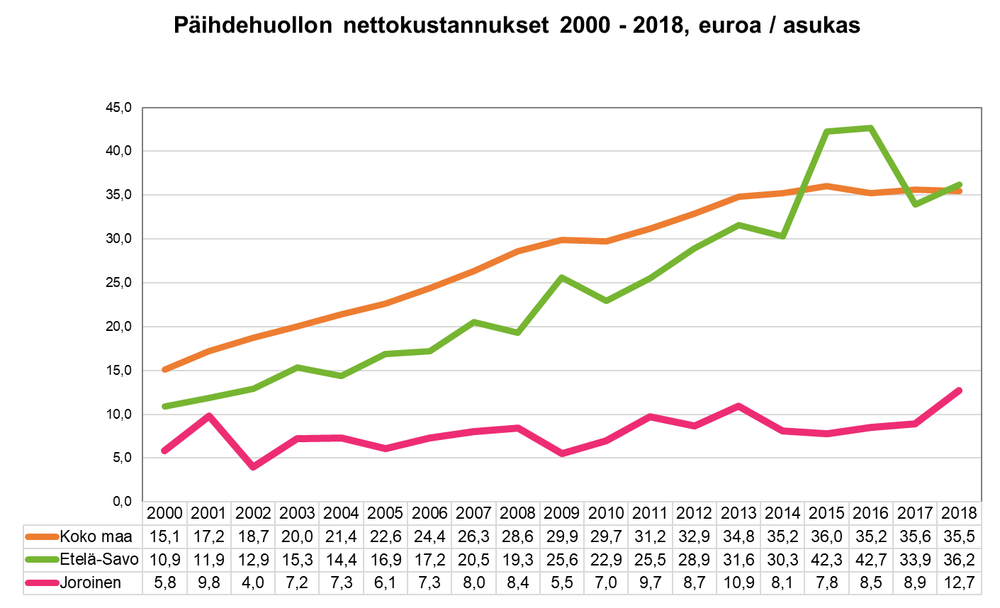 Päihdehuollon nettokustannukset 2000 - 2018, euroa / asukas
45,0
40,0
35,0
30,0
25,0
20,0
15,0
10,0
5,0
0,0
2000 2001 2002 2003 2004 2005 2006 2007 2008 2009 2010 2011 2012 2013 2014 2015 2016 2017 2018
Koko maa 15,1 17,2 18,7 20,0 21,4 22,6 24,4 26,3 28,6 29,9 29,7 31,2 32,9 34,8 35,2 36,0 35,2 35,6 35,5
Etelä-Savo 10,9 11,9 12,9 15,3 14,4 16,9 17,2 20,5 19,3 25,6 22,9 25,5 28,9 31,6 30,3 42,3 42,7 33,9 36,2
Joroinen 5,8 9,8 4,0 7,2 7,3 6,1 7,3 8,0 8,4 5,5 7,0 9,7 8,7 10,9 8,1 7,8 8,5 8,9 12,7